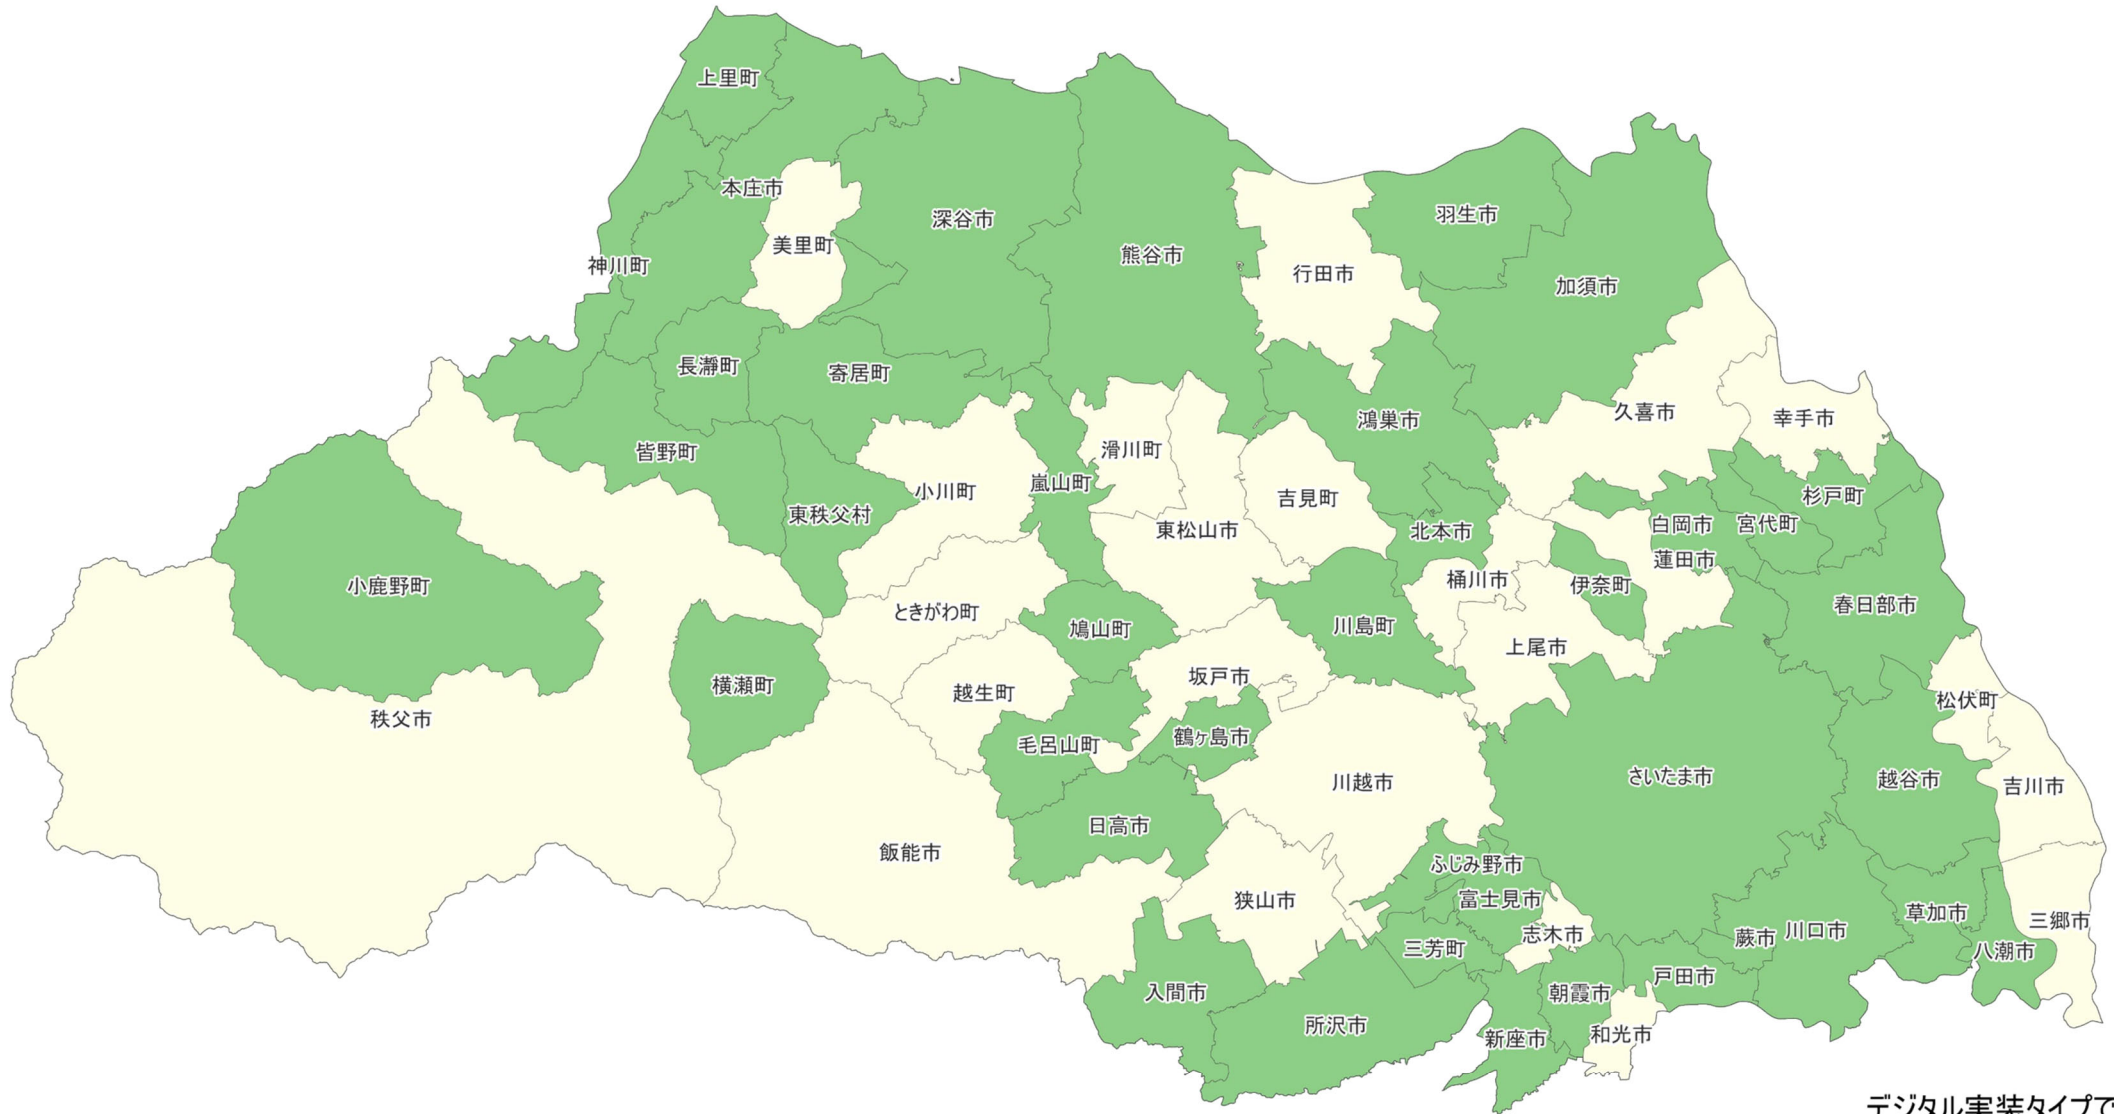 上里町
本庄市
美里町
深谷市
熊谷市
羽生市
行田市
加須市
神川町
長瀞町
寄居町
鴻巣市
久喜市
幸手市
皆野町
滑川町
嵐山町
小川町
吉見町
東秩父村
東松山市
北本市
白岡市
宮代町
杉戸町
蓮田市
桶川市
伊奈町
小鹿野町
ときがわ町
鳩山町
川島町
春日部市
上尾市
横瀬町
越生町
坂戸市
松伏町
秩父市
毛呂山町
鶴ヶ島市
川越市
さいたま市
越谷市
吉川市
日高市
飯能市
ふじみ野市
狭山市
富士見市
草加市
三郷市
志木市
蕨市
川口市
三芳町
八潮市
戸田市
入間市
朝霞市
所沢市
新座市
和光市
デジタル実装タイプで